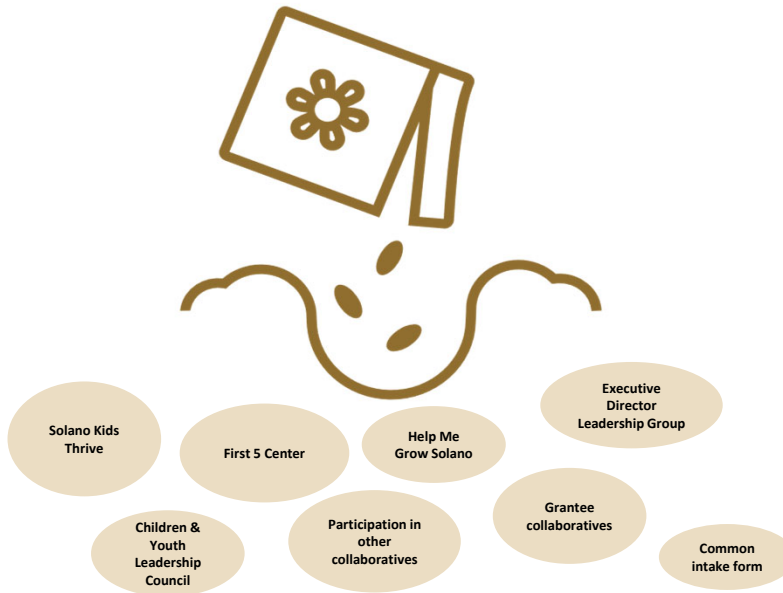 Executive
Director
Leadership Group
Solano Kids
Thrive
First 5 Center
Help Me
Grow Solano
Children &
Youth
Leadership
Council
Participation in
other
collaboratives
Grantee
collaboratives
Common
intake form